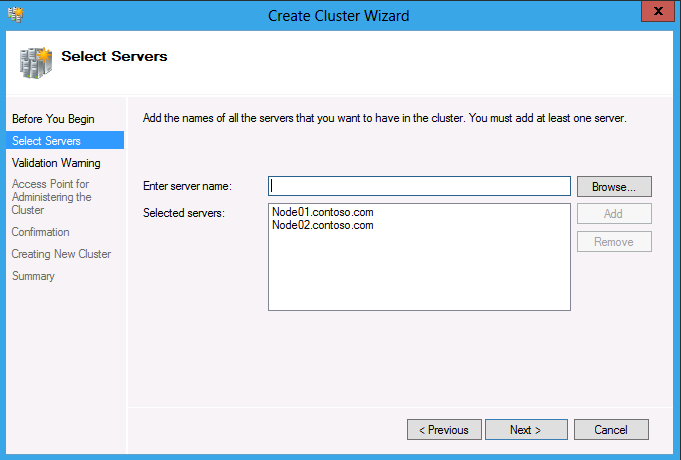 Create Cluster Wizard
X
Select Servers
Before You Begin
Select Servers
Validation Warning
Access Point for
Administering the
Cluster
Confirmation
Creating New Cluster
Summary
Add the names of all the servers that you want to have in the cluster. You must add at least one server.
Enter server name:
Browse...
Selected servers:
Node01.contoso.com
Node02.contoso.com
Add
Remove
< Previous
Next >
Cancel